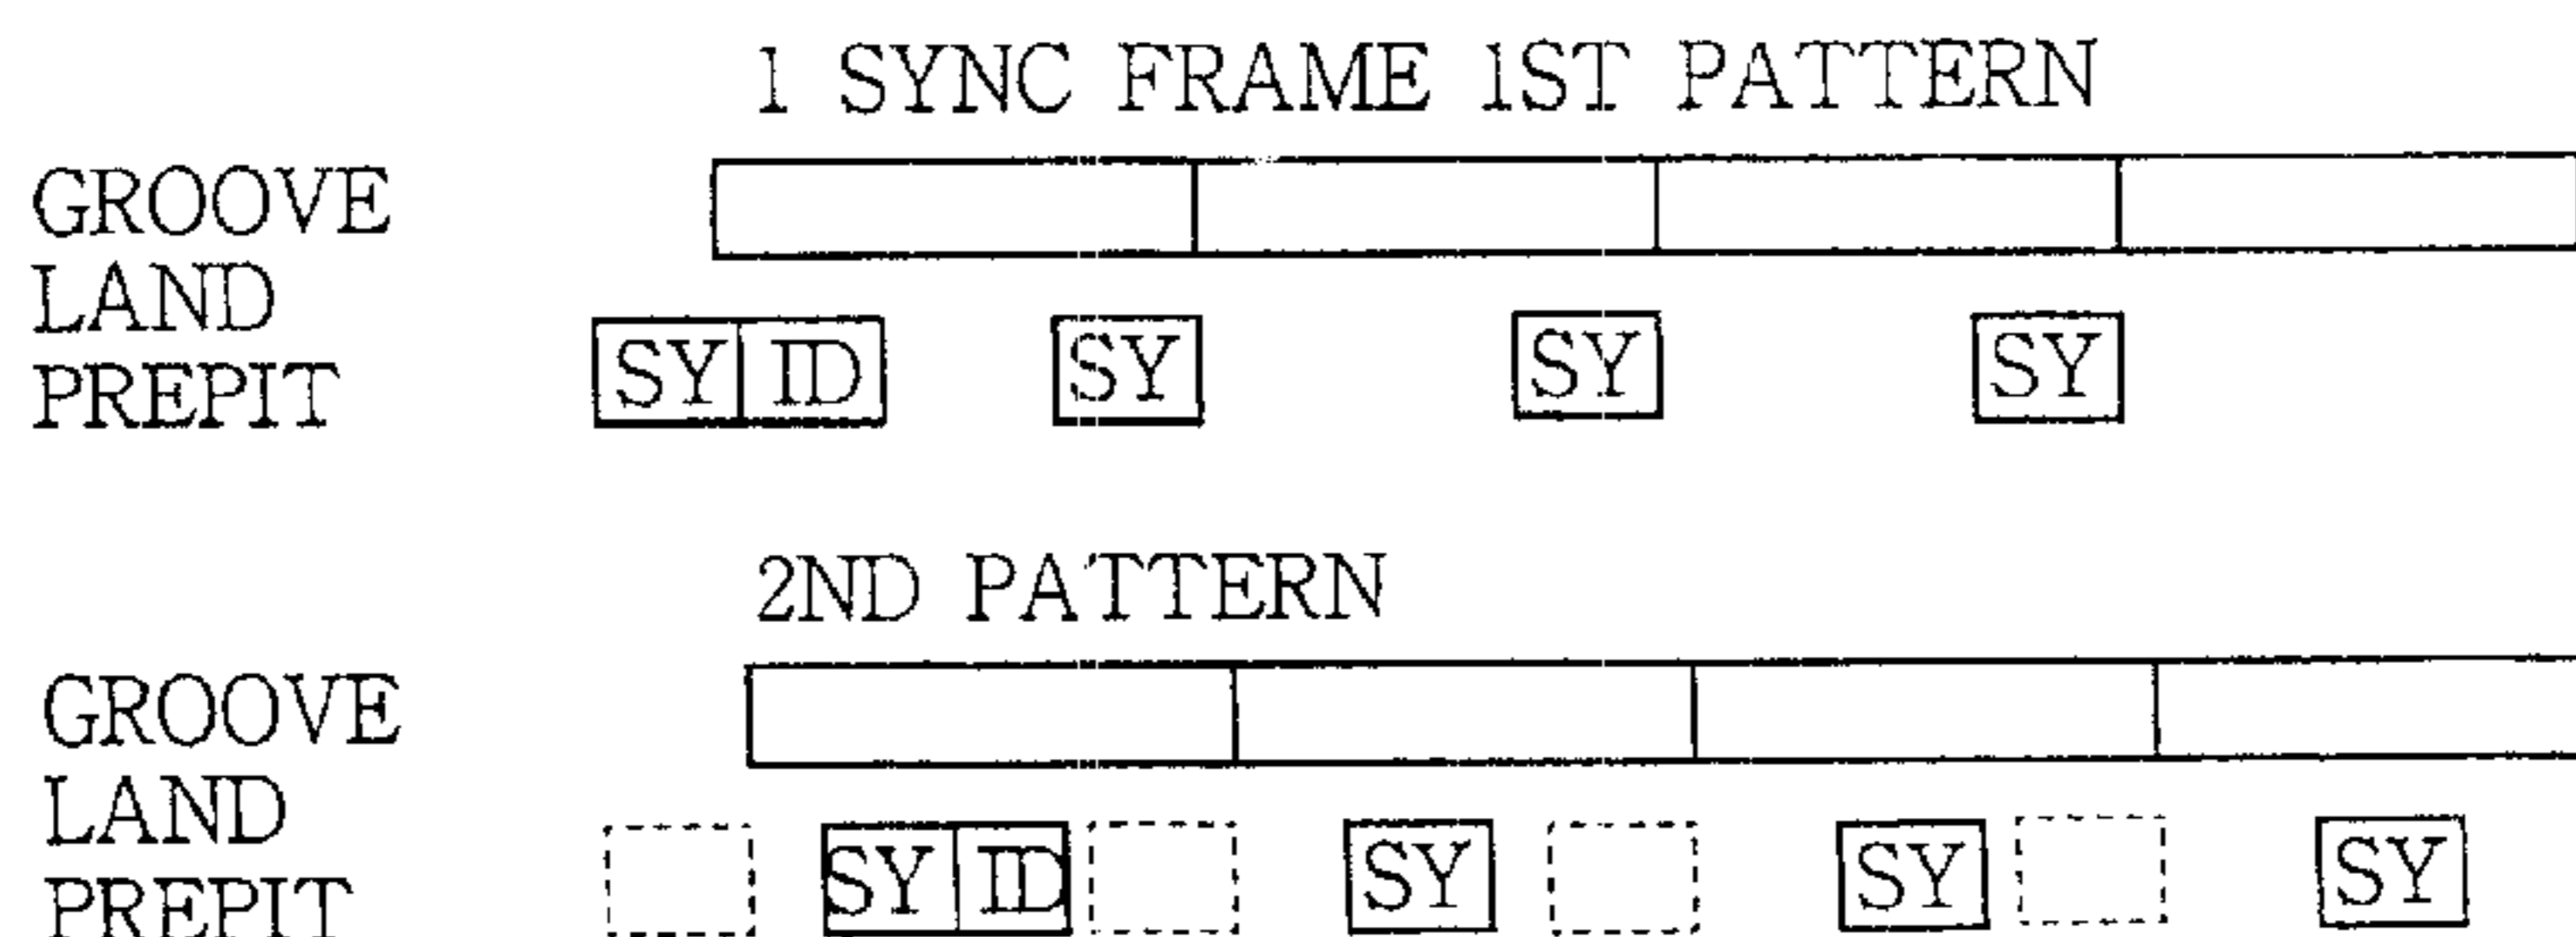 1 SYNC FRAME 1ST PATTERN
GROOVE
LAND
PREPIT
SY ID SY SY SY
2ND PATTERN
GROOVE
LAND
PREPIT
SY ID SY SY SY